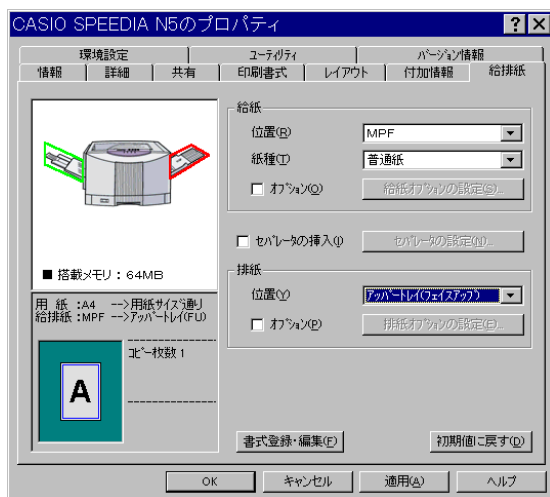 CASIO SPEEDIA N5のプロパティ
環境設定
ユーティリティ
バージョン情報
情報
詳細
共有
印刷書式
レイアウト
付加情報
給排紙
給紙
位置(R)
MPF
紙種(T)
普通紙
オプション(O)
給紙オプションの設定(S)...
セパレータの挿入(I)
セパレータの設定(N)...
排紙
位置(Y)
アッパートレイ(フェイスアップ)
オプション(P)
排紙オプションの設定(E)...
■ 搭載メモリ:64MB
用 紙 :A4 -->用紙サイズ通り
給排紙:MPF -->アッパートレイ(FU)
コピー枚数 1
A
書式登録・編集(F)
初期値に戻す(D)
OK
キャンセル
適用(A)
ヘルプ